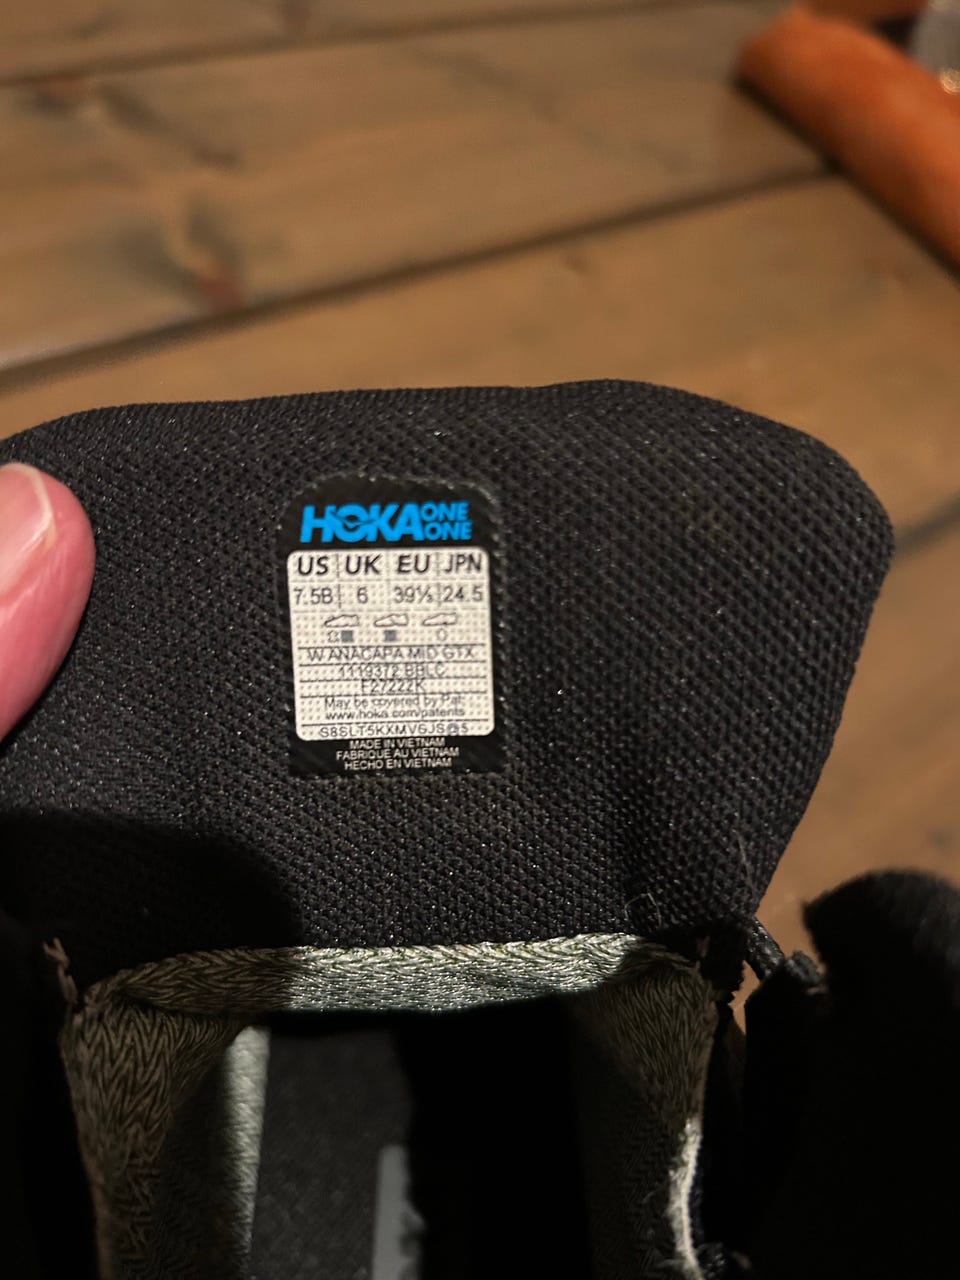 HOKA ONE ONE
US UK EU JPN
7.5B 6 39⅓ 24.5
W ANACAPA MID GTX
1119372 BBLC
F27222K
May be covered by Pat.
www.hoka.com/patents
MADE IN VIETNAM
FABRIQUE AU VIETNAM
HECHO EN VIETNAM